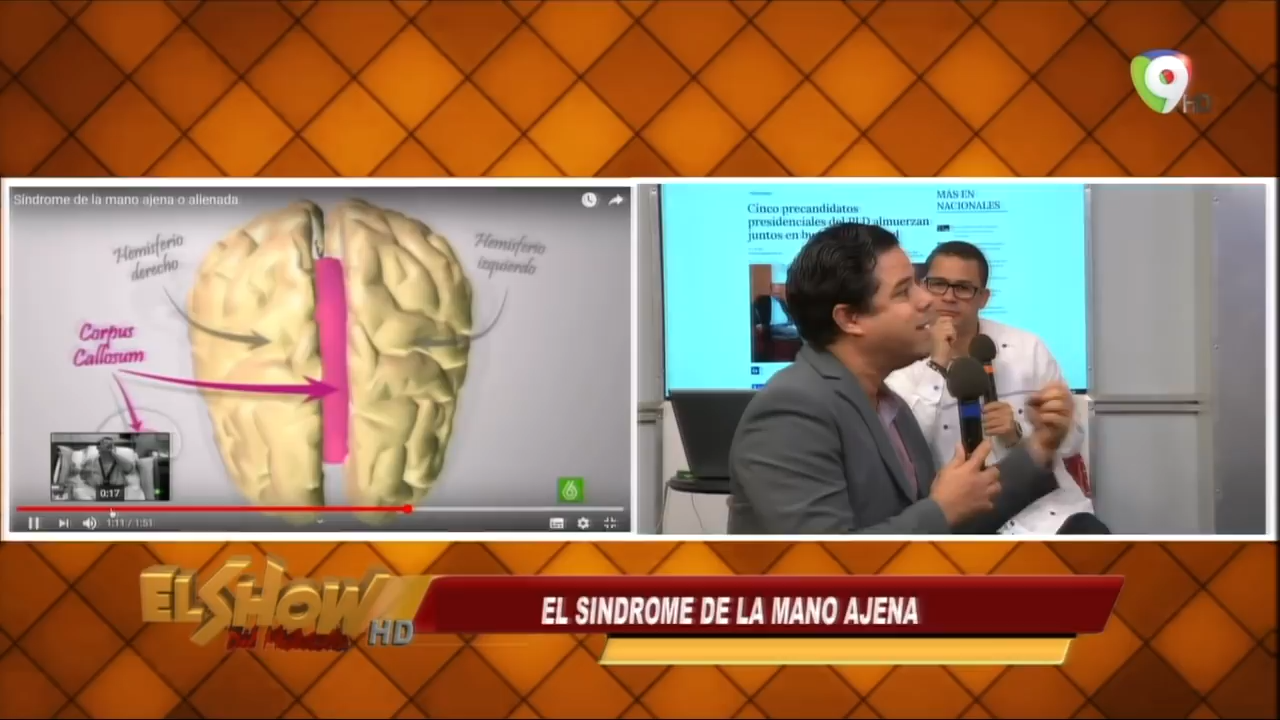 9
HD
Síndrome de la mano ajena o alienada
Hemisferio
derecho
Hemisferio
izquierdo
Corpus
Callosum
0:17
6
1:11 / 1:51
Cinco precandidatos
presidenciales del PLD almuerzan
juntos en
MÁS EN
NACIONALES
EL SHOW
HD
EL SINDROME DE LA MANO AJENA